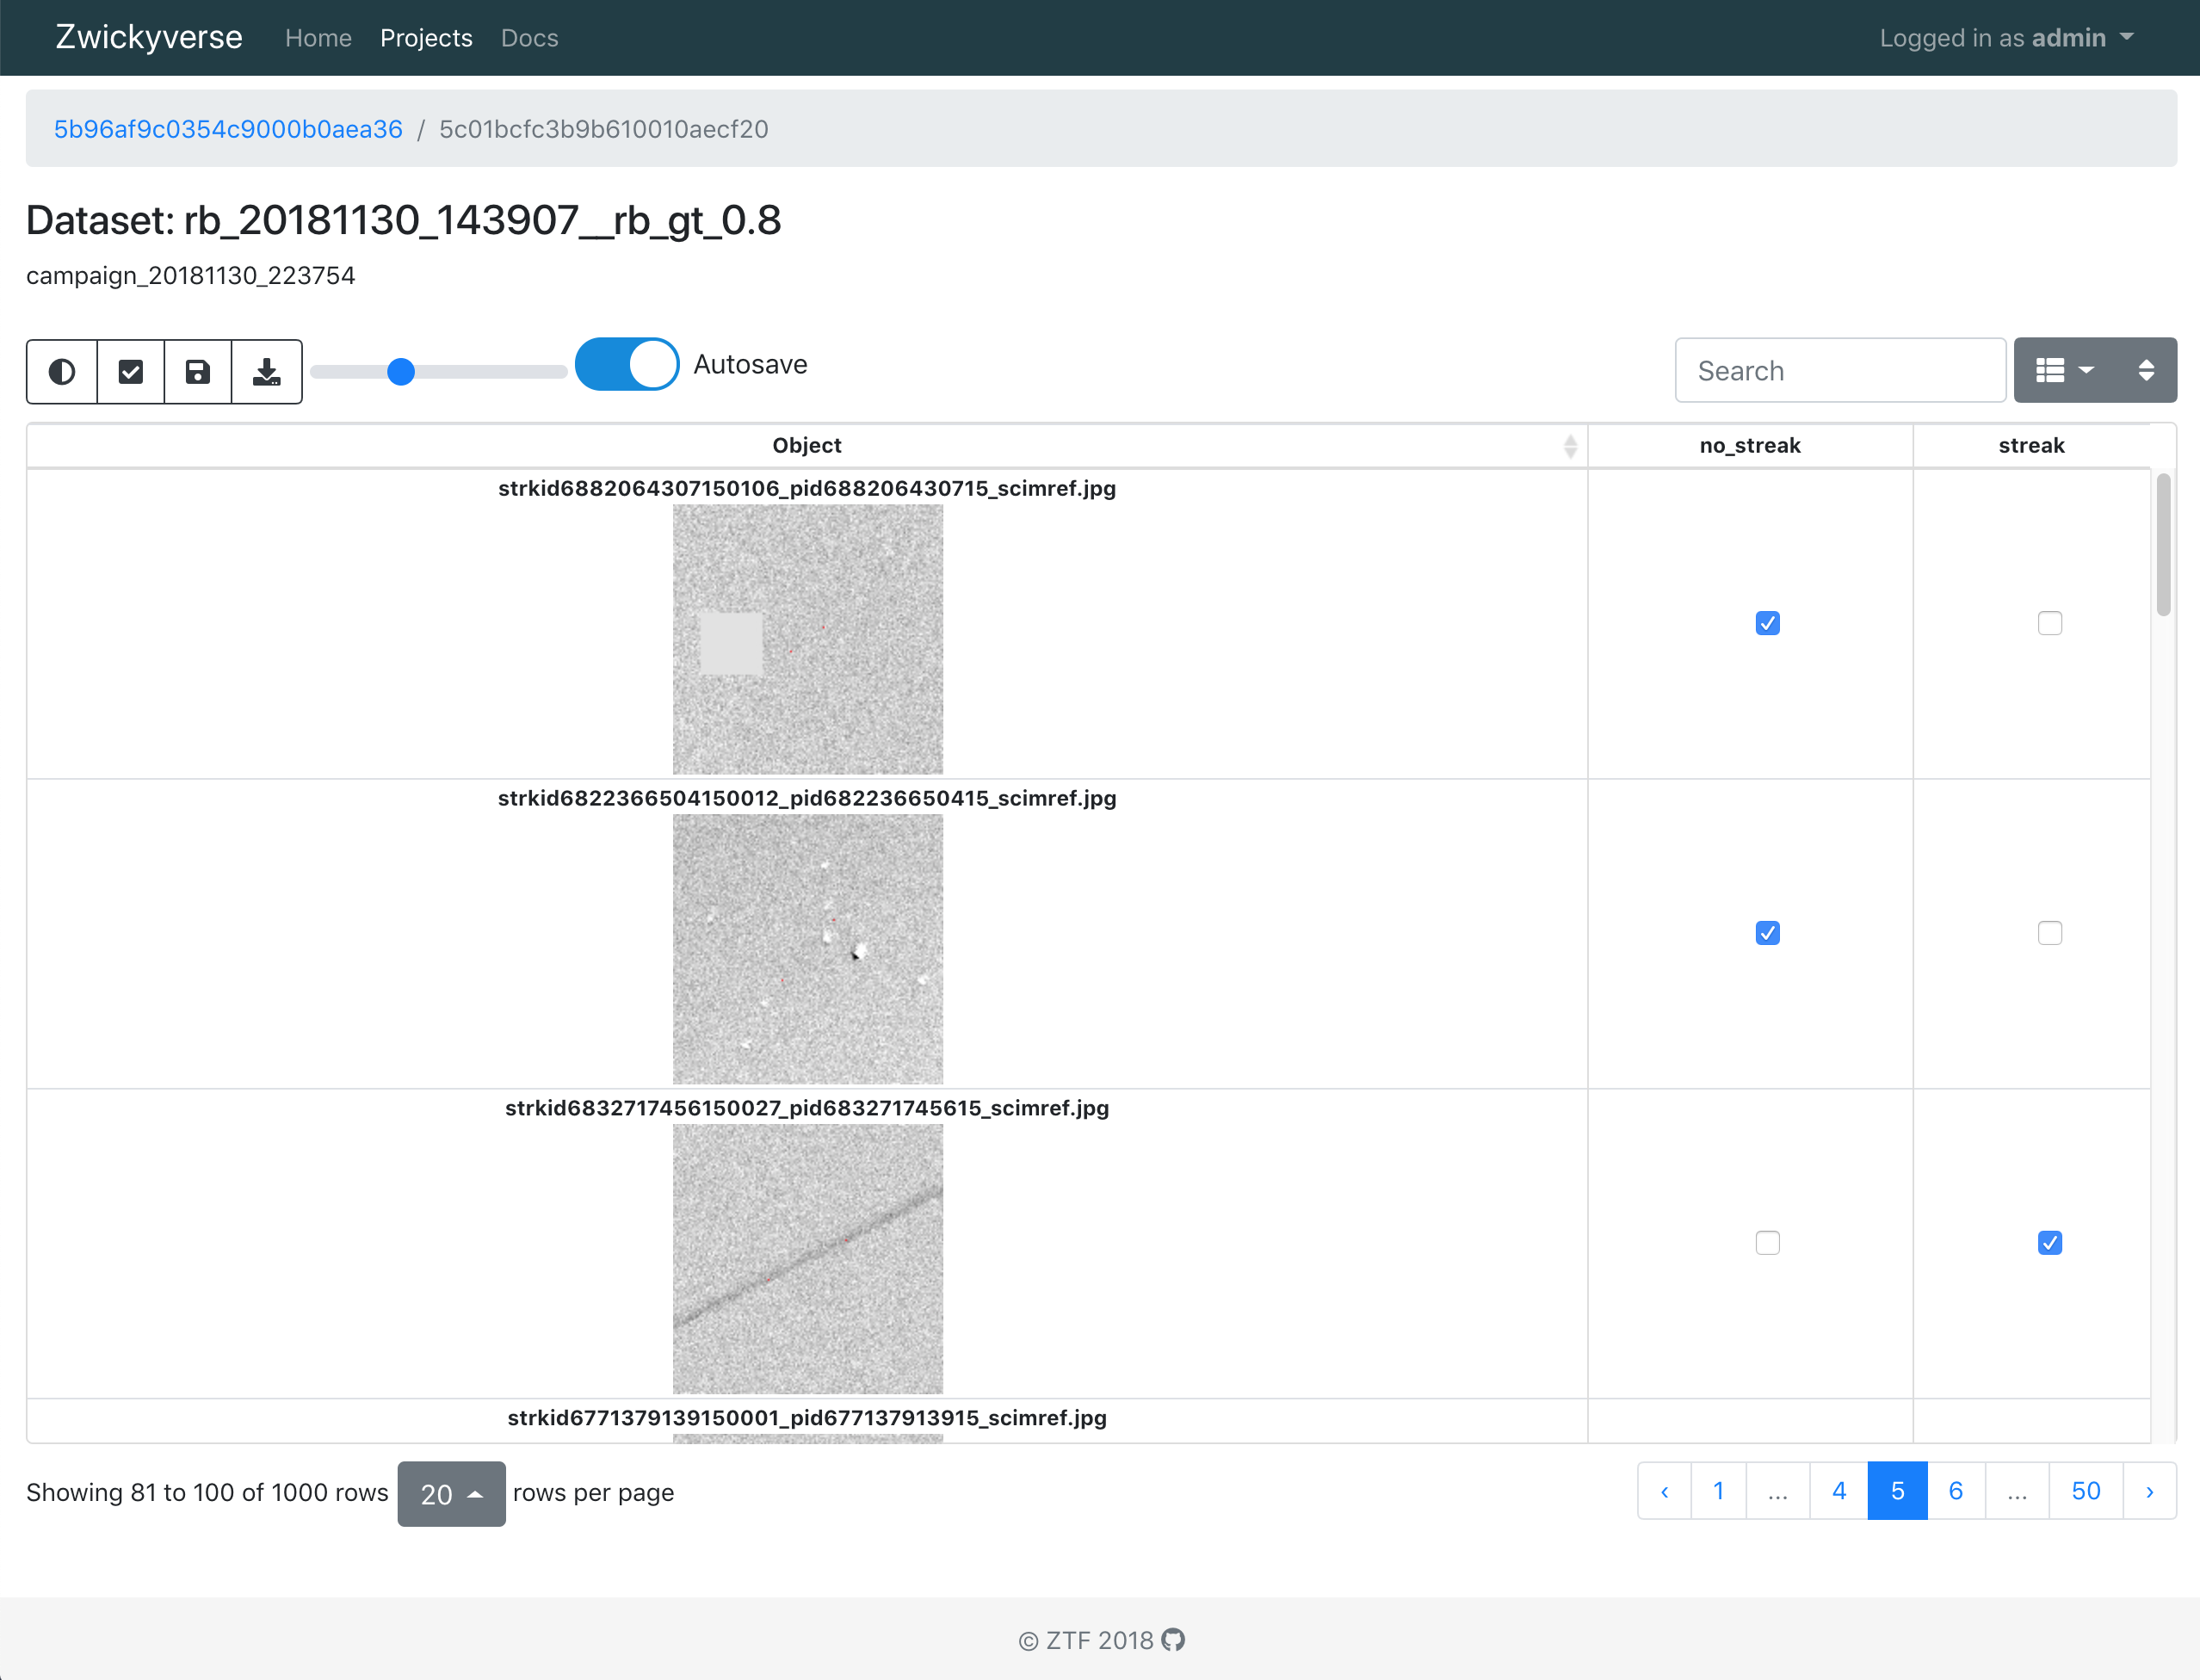 Zwickyverse Home Projects Docs Logged in as admin
5b96af9c0354c9000b0aea36 / 5c01bcfc3b9b610010aecf20
Dataset: rb_20181130_143907__rb_gt_0.8
campaign_20181130_223754
Autosave Search
Object no_streak streak
strkid6882064307150106_pid688206430715_scimref.jpg
strkid6822366504150012_pid682236650415_scimref.jpg
strkid6832717456150027_pid683271745615_scimref.jpg
strkid6771379139150001_pid677137913915_scimref.jpg
Showing 81 to 100 of 1000 rows 20 rows per page ‹ 1 ... 4 5 6 ... 50 ›
© ZTF 2018